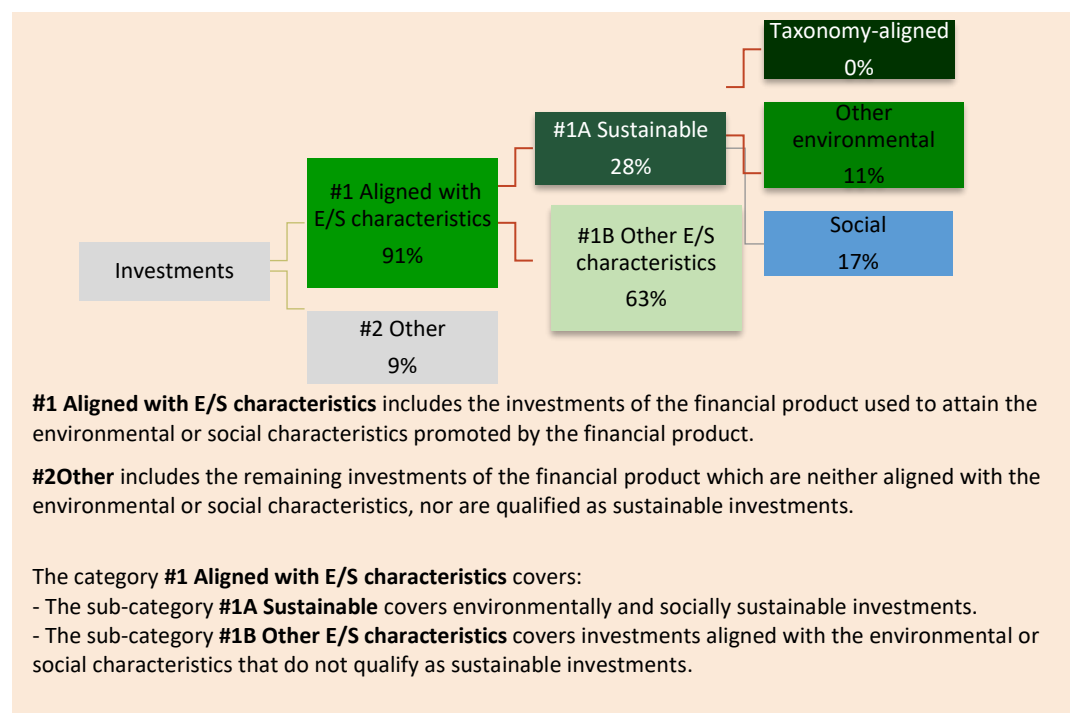 Taxonomy-aligned
0%
#1A Sustainable
28%
Other
environmental
11%
#1 Aligned with
E/S characteristics
91%
#1B Other E/S
characteristics
63%
Social
17%
Investments
#2 Other
9%
#1 Aligned with E/S characteristics includes the investments of the financial product used to attain the
environmental or social characteristics promoted by the financial product.
#2Other includes the remaining investments of the financial product which are neither aligned with the
environmental or social characteristics, nor are qualified as sustainable investments.
The category #1 Aligned with E/S characteristics covers:
- The sub-category #1A Sustainable covers environmentally and socially sustainable investments.
- The sub-category #1B Other E/S characteristics covers investments aligned with the environmental or
social characteristics that do not qualify as sustainable investments.